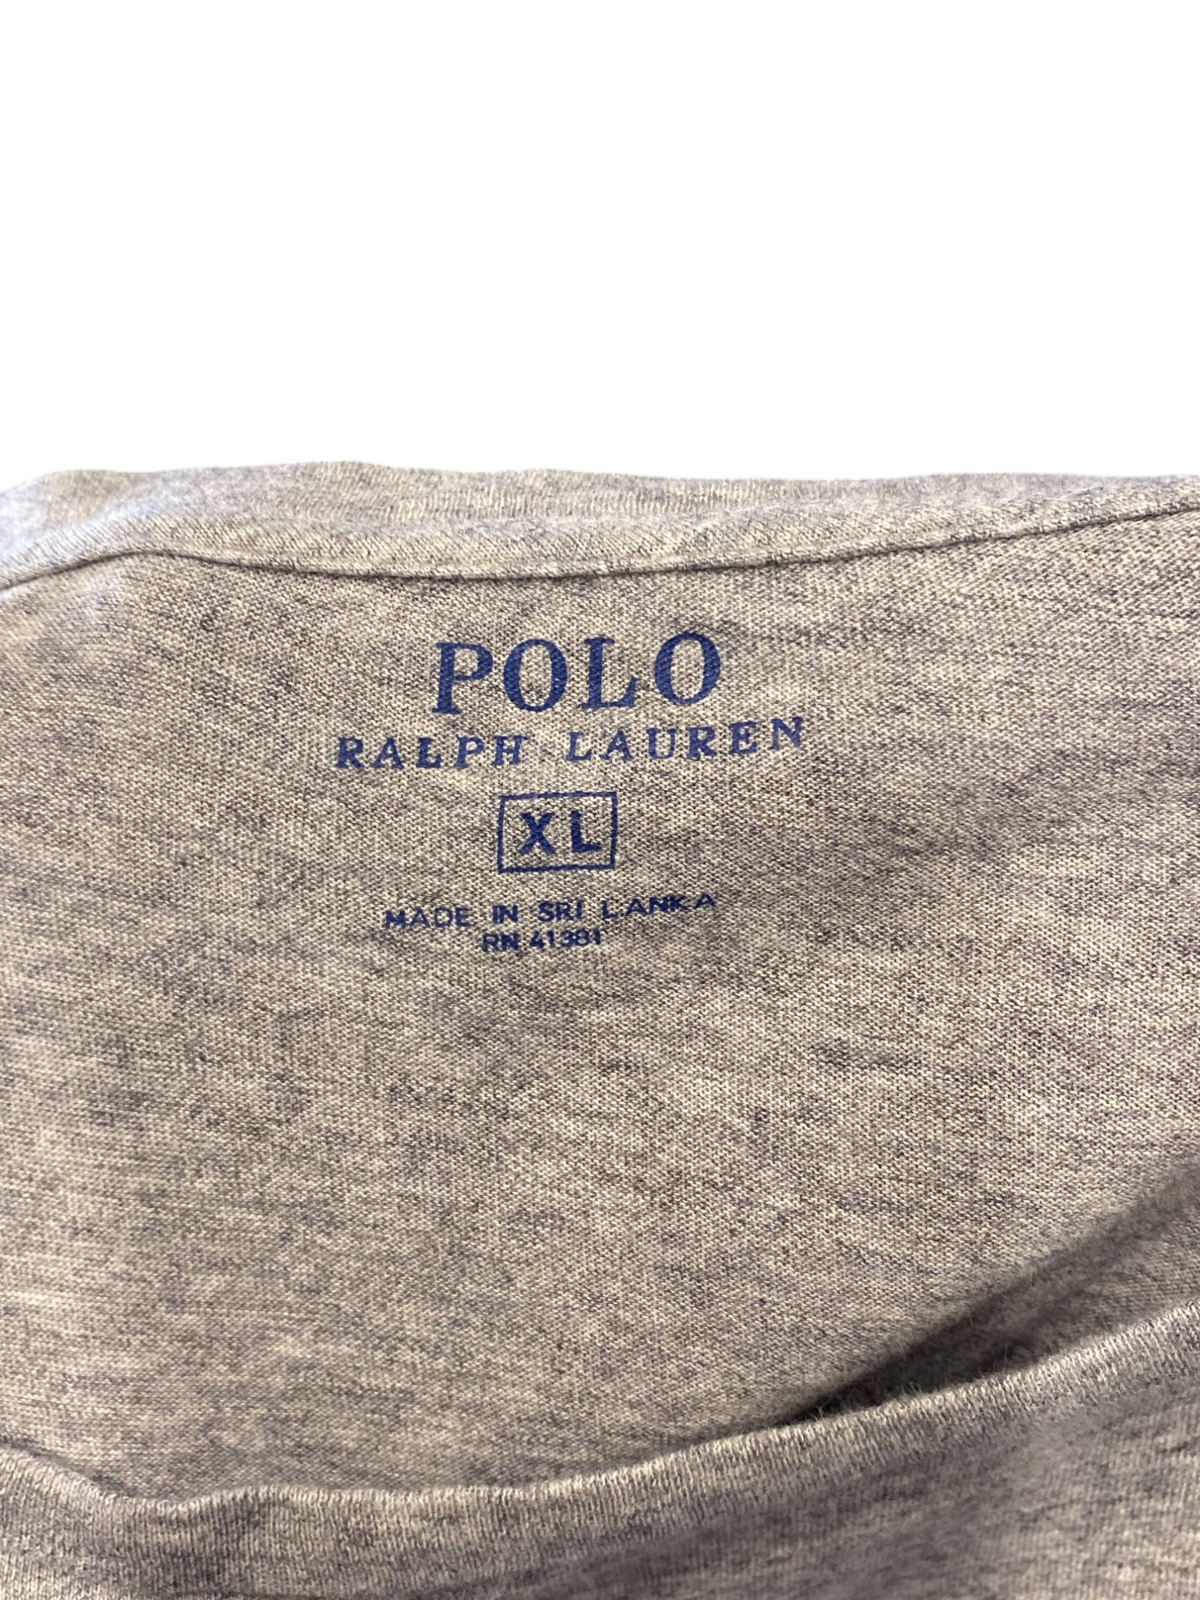 POLO
RALPH LAUREN
XL
MADE IN SRI LANKA
RN 41381